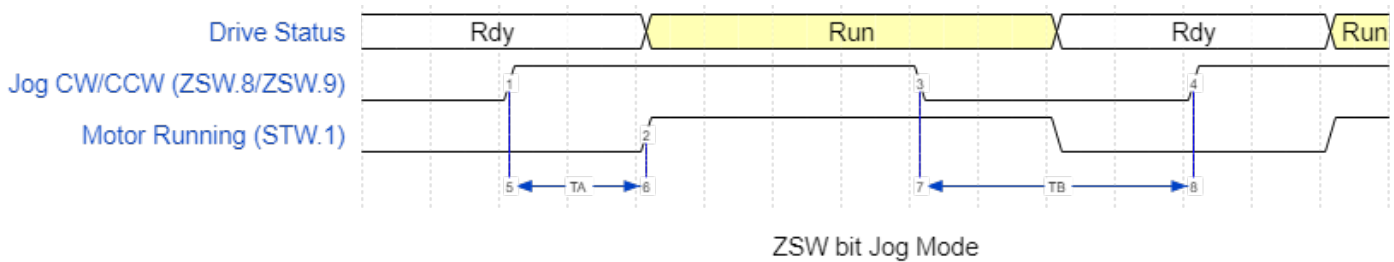 Drive Status Rdy Run Rdy Run
Jog CW/CCW (ZSW.8/ZSW.9) 1 3 4
Motor Running (STW.1) 2
5 TA 6 7 TB 8
ZSW bit Jog Mode